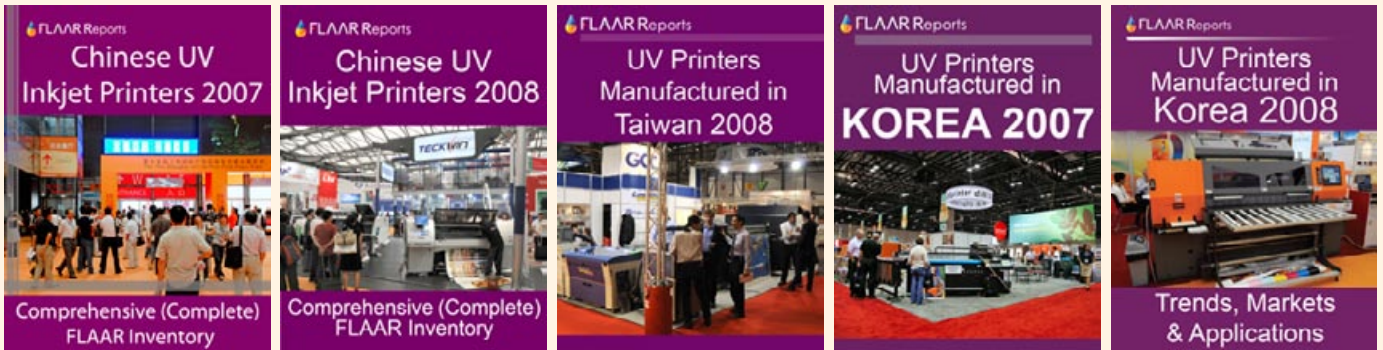 FLAAR Reports
Chinese UV
Inkjet Printers 2007
Comprehensive (Complete)
FLAAR Inventory
FLAAR Reports
Chinese UV
Inkjet Printers 2008
TECKWIN
Comprehensive (Complete)
FLAAR Inventory
FLAAR Reports
UV Printers
Manufactured in
Taiwan 2008
FLAAR Reports
UV Printers
Manufactured in
KOREA 2007
FLAAR Reports
UV Printers
Manufactured in
Korea 2008
Trends, Markets
& Applications